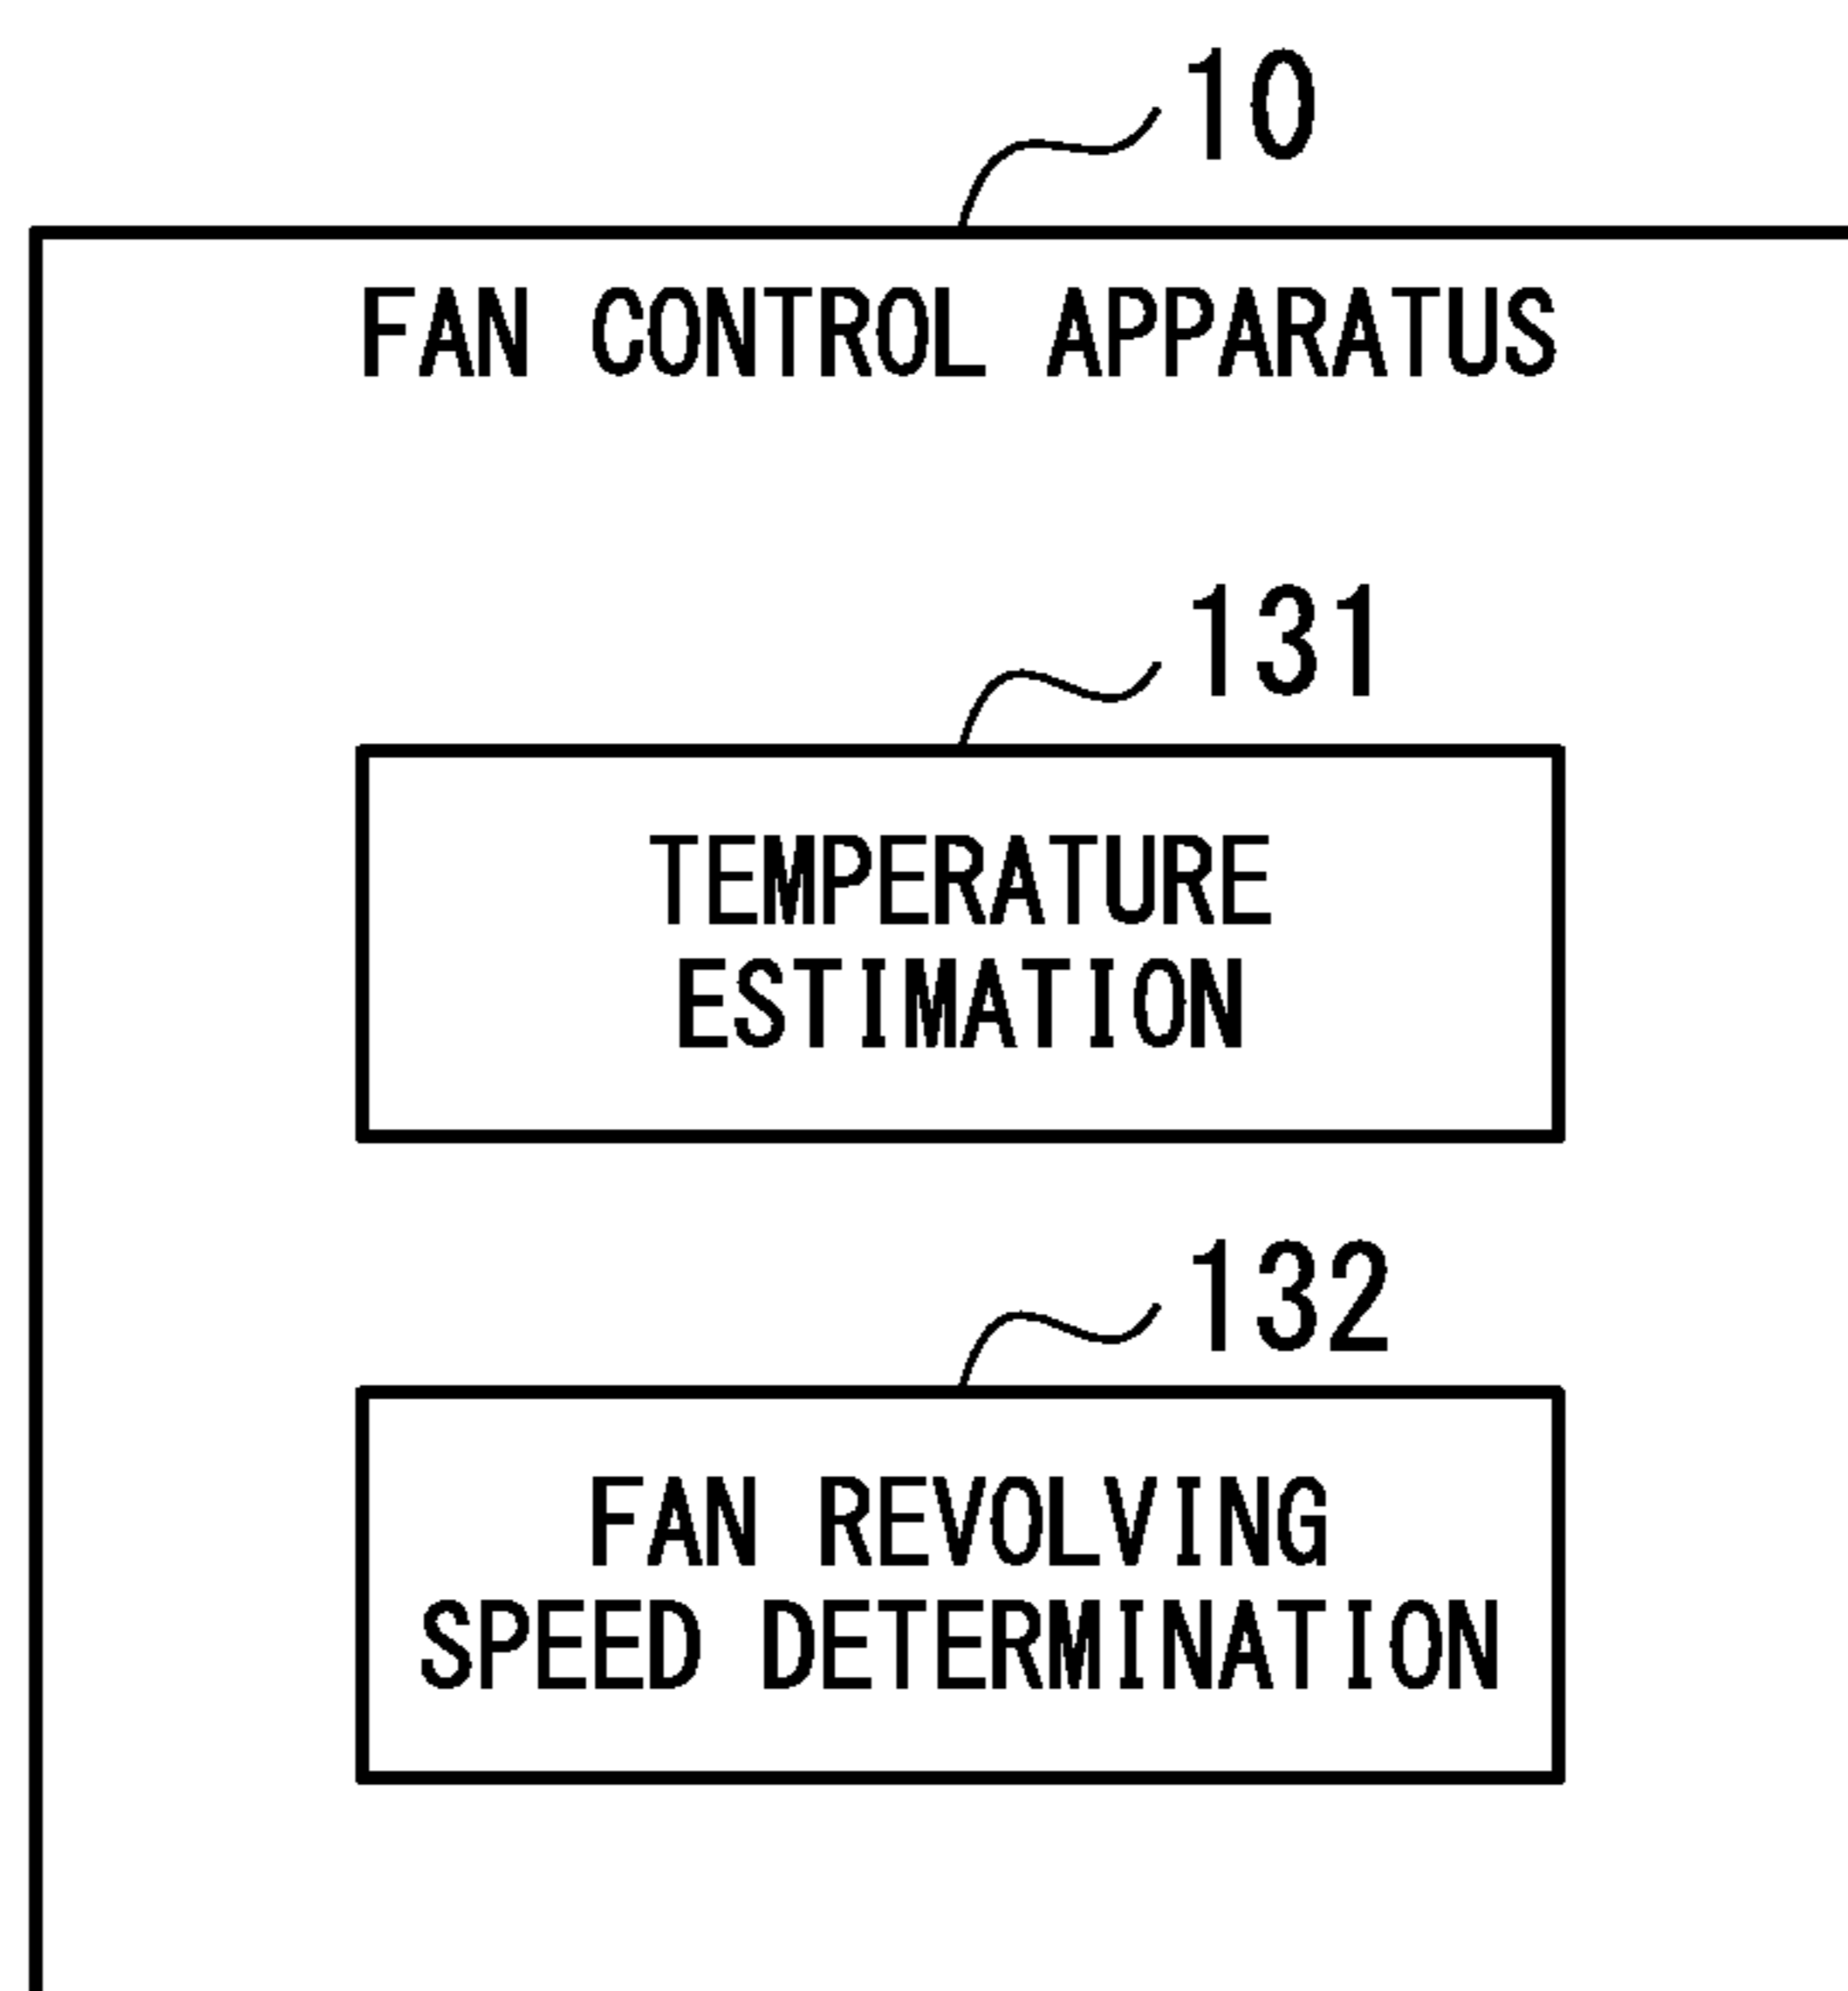 10
FAN CONTROL APPARATUS
131
TEMPERATURE
ESTIMATION
132
FAN REVOLVING
SPEED DETERMINATION